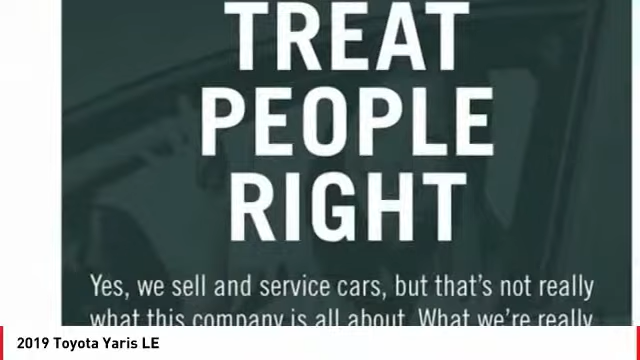 TREAT
PEOPLE
RIGHT
Yes, we sell and service cars, but that's not really
what this company is all about. What we're really
2019 Toyota Yaris LE